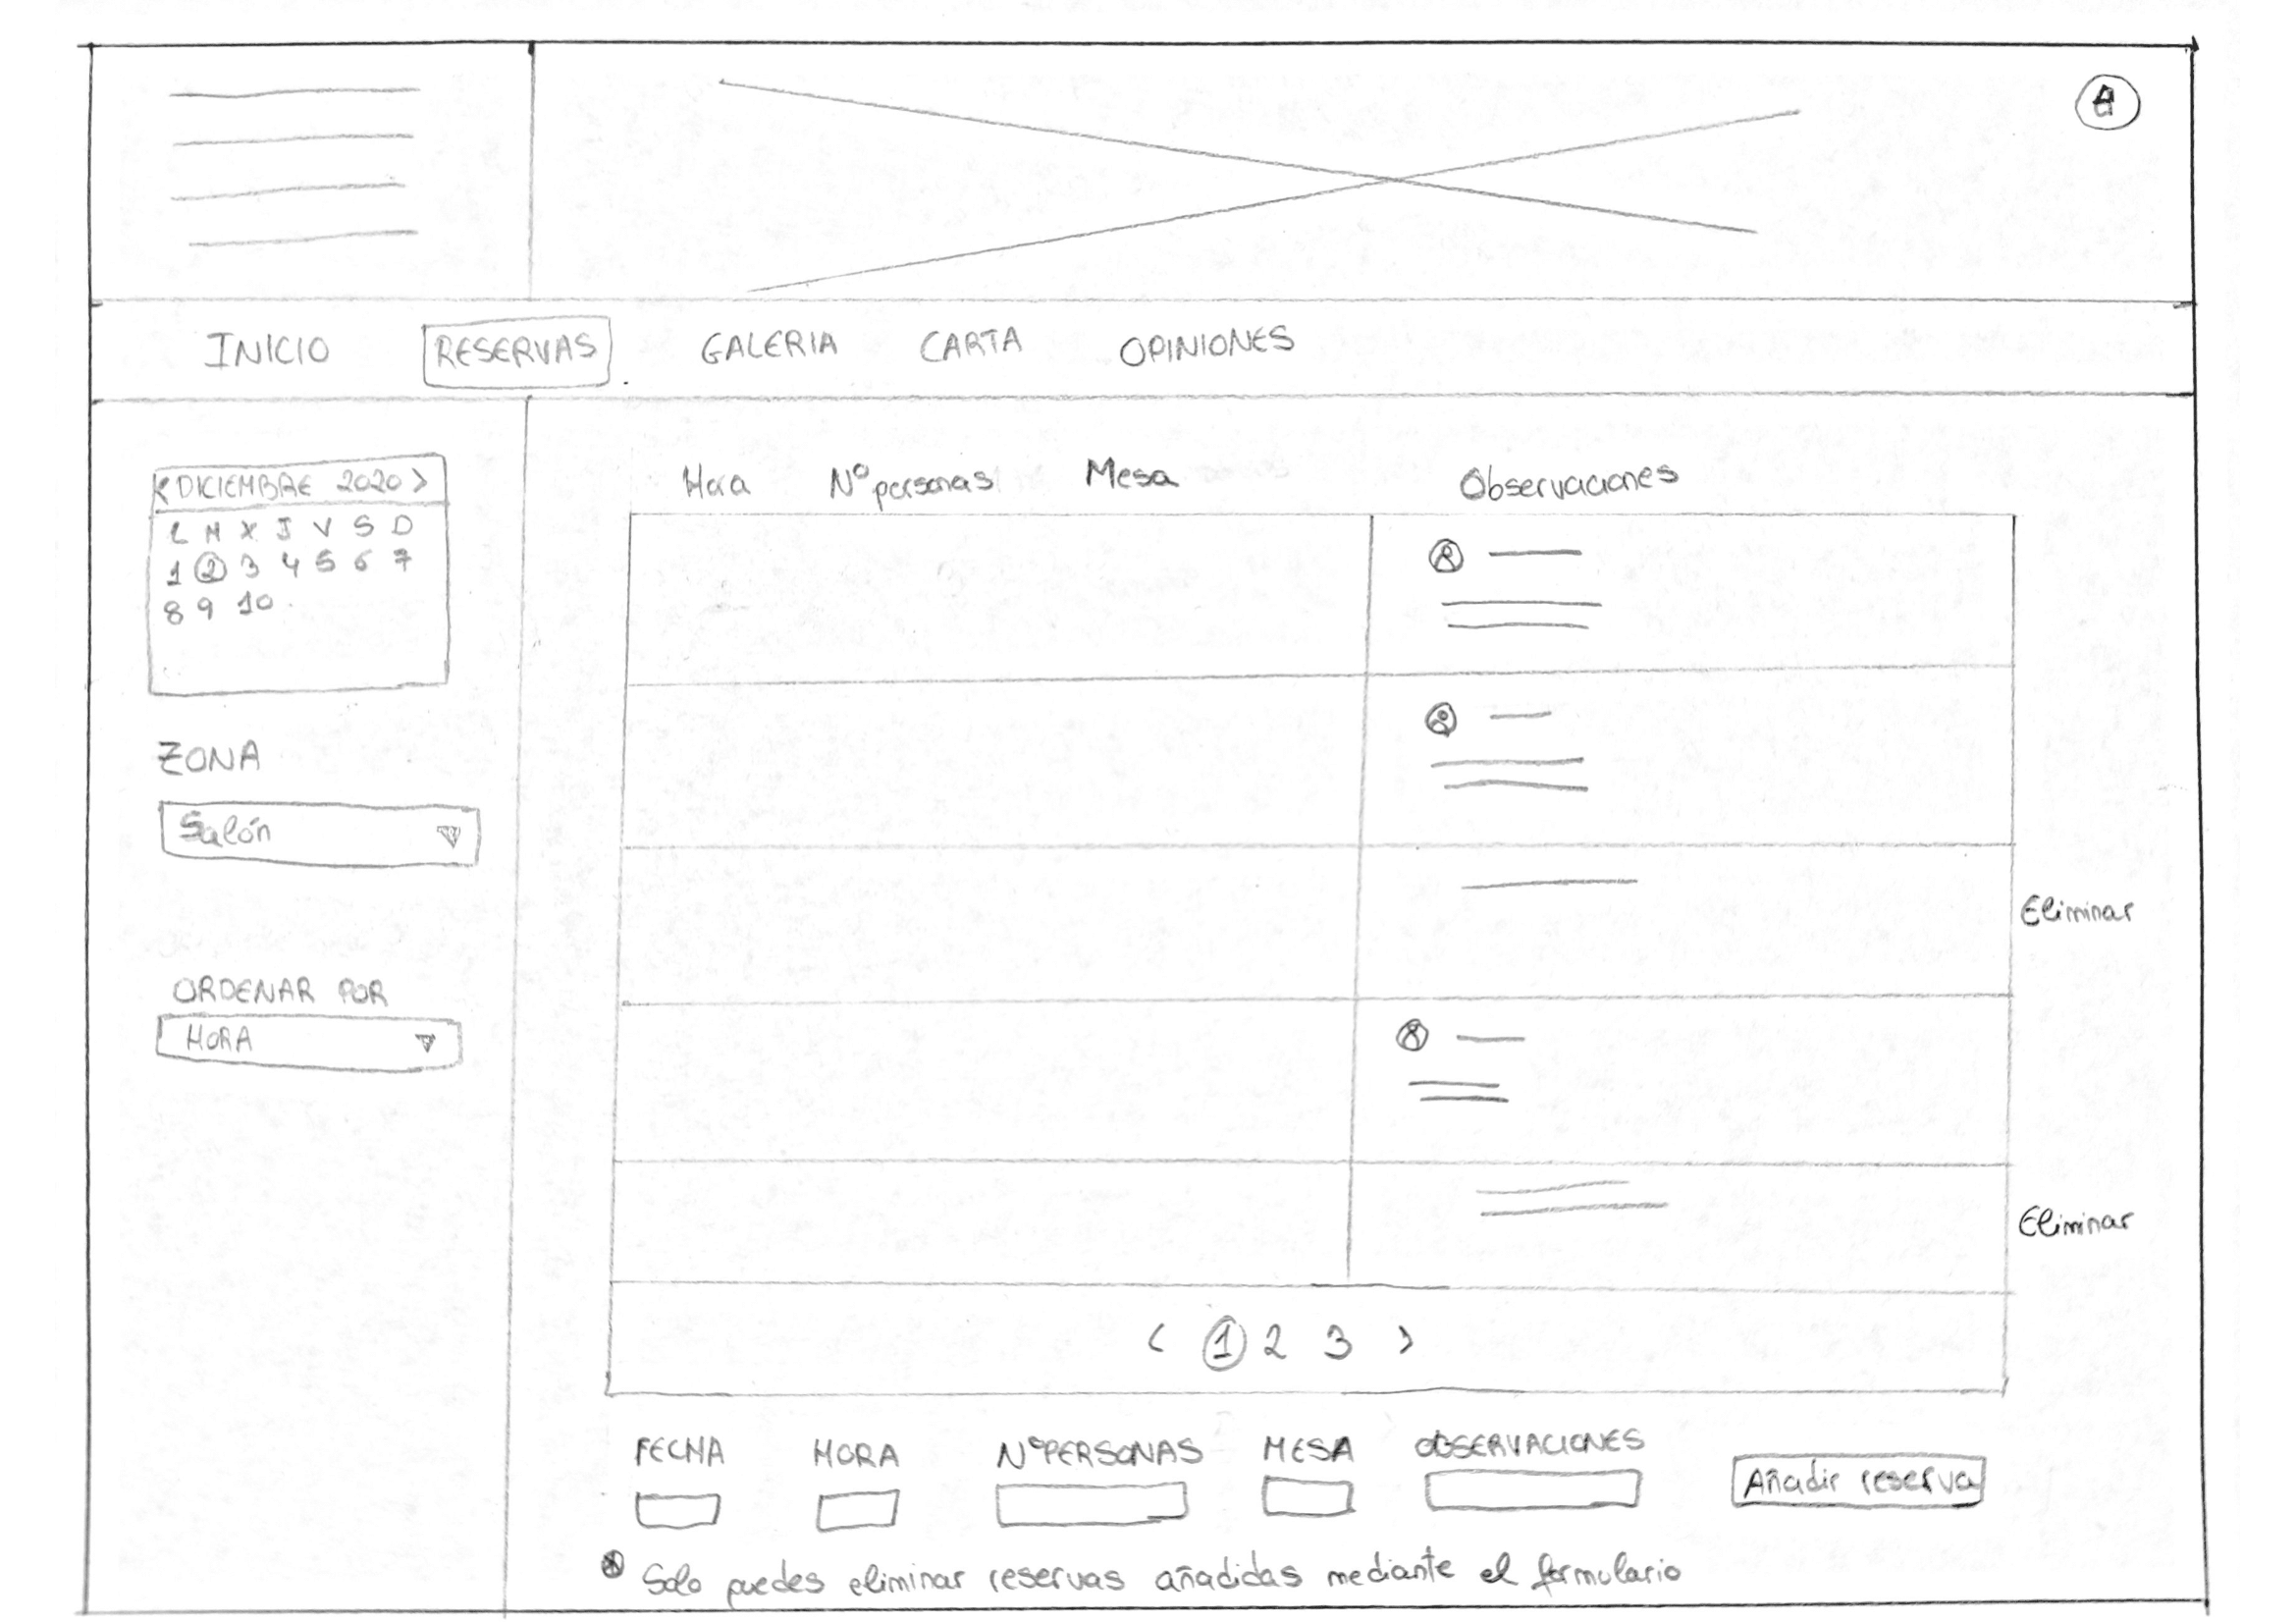 INICIO RESERVAS GALERIA CARTA OPINIONES
< DICIEMBRE 2020 >
L M X J V S D
1 2 3 4 5 6 7
8 9 10
ZONA
Salón
ORDENAR POR
HORA
Hora Nº personas Mesa Observaciones
Eliminar
Eliminar
< 1 2 3 >
FECHA HORA Nº PERSONAS MESA OBSERVACIONES
Añadir reserva
Solo puedes eliminar reservas añadidas mediante el formulario